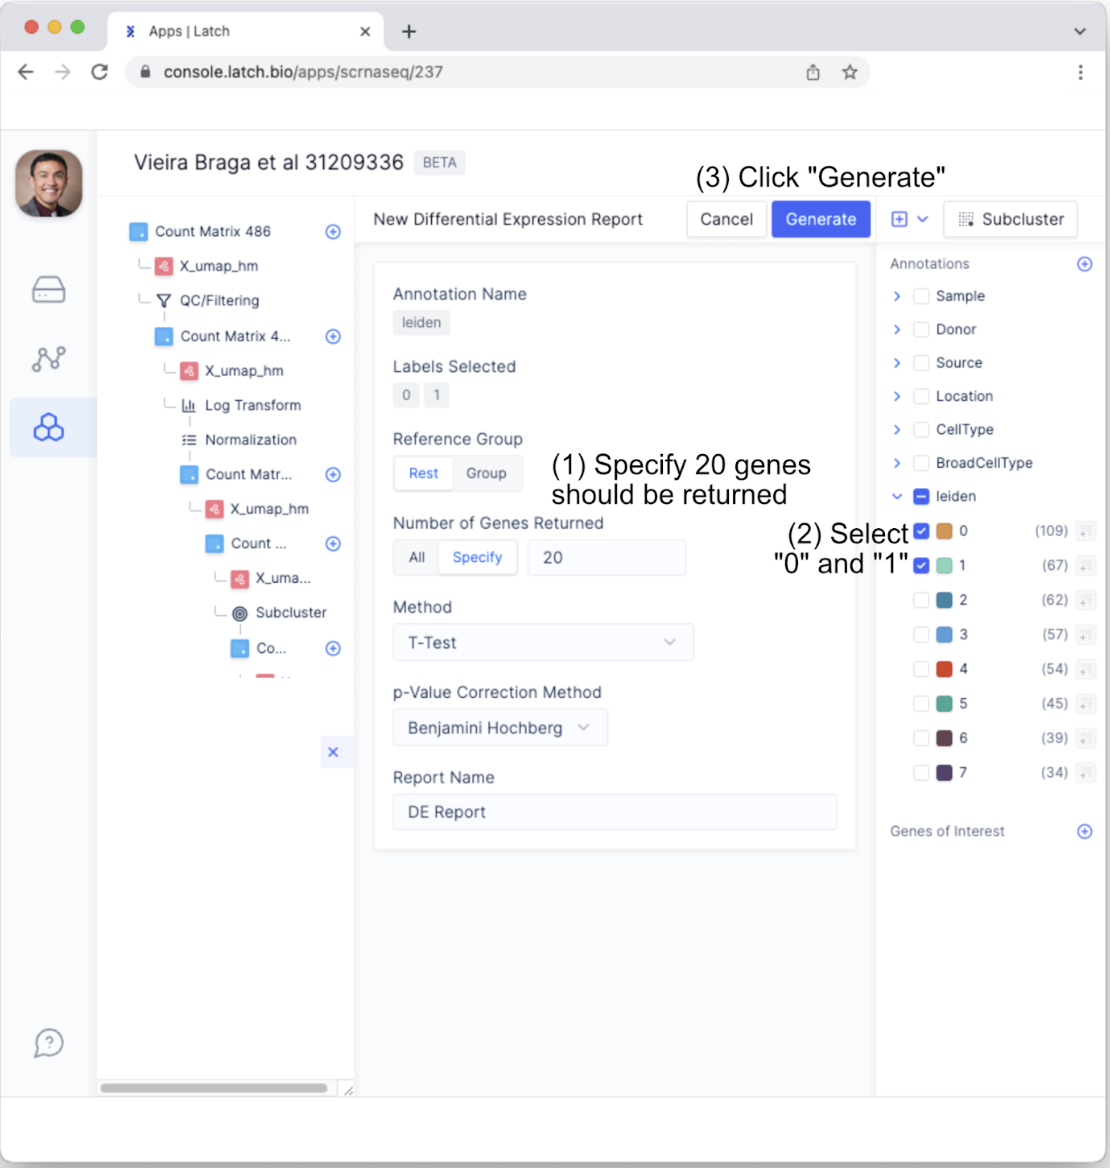 Apps | Latch
console.latch.bio/apps/scrnaseq/237
Vieira Braga et al 31209336 BETA
(3) Click "Generate"
Count Matrix 486
X_umap_hm
QC/Filtering
Count Matrix 4...
X_umap_hm
Log Transform
Normalization
Count Matr...
X_umap_hm
Count ...
X_uma...
Subcluster
Co...
New Differential Expression Report
Cancel
Generate
Annotation Name
leiden
Labels Selected
0 1
Reference Group
Rest Group
(1) Specify 20 genes
should be returned
Number of Genes Returned
All Specify 20
Method
T-Test
p-Value Correction Method
Benjamini Hochberg
Report Name
DE Report
Subcluster
Annotations
Sample
Donor
Source
Location
CellType
BroadCellType
leiden
(2) Select
"0" and "1"
0 (109)
1 (67)
2 (62)
3 (57)
4 (54)
5 (45)
6 (39)
7 (34)
Genes of Interest